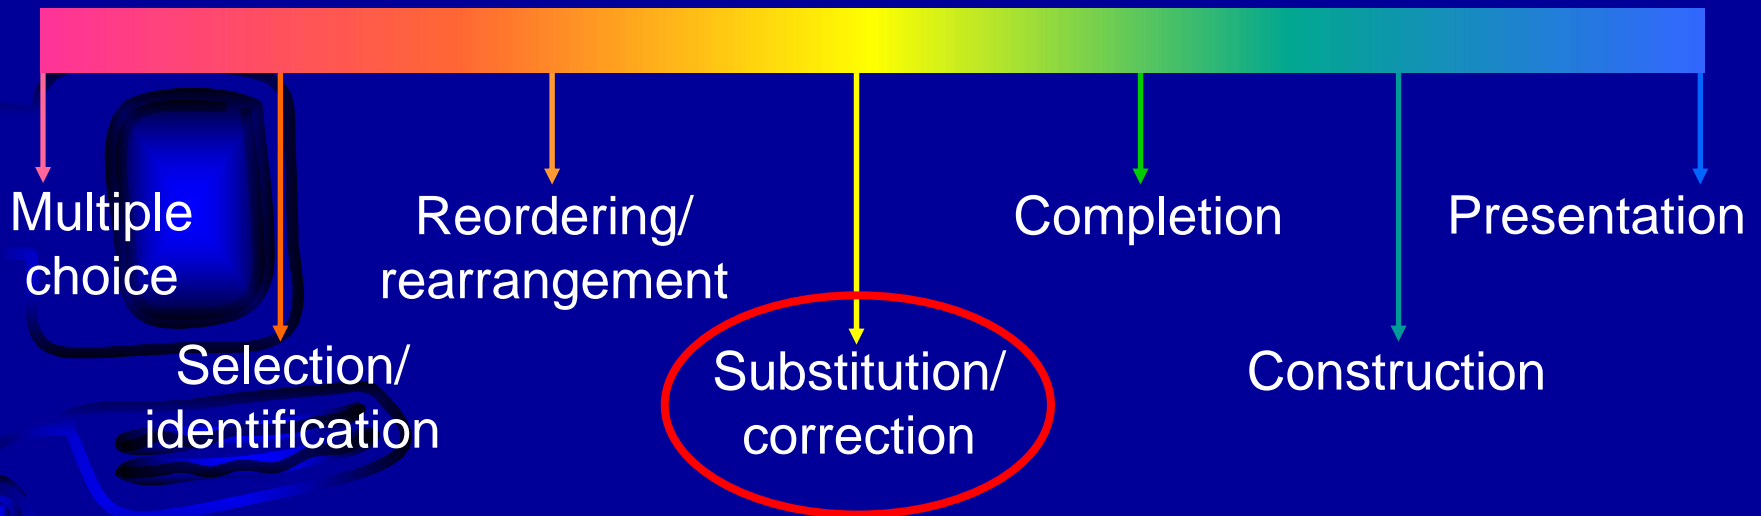 Multiple
choice
Selection/
identification
Reordering/
rearrangement
Substitution/
correction
Completion
Construction
Presentation